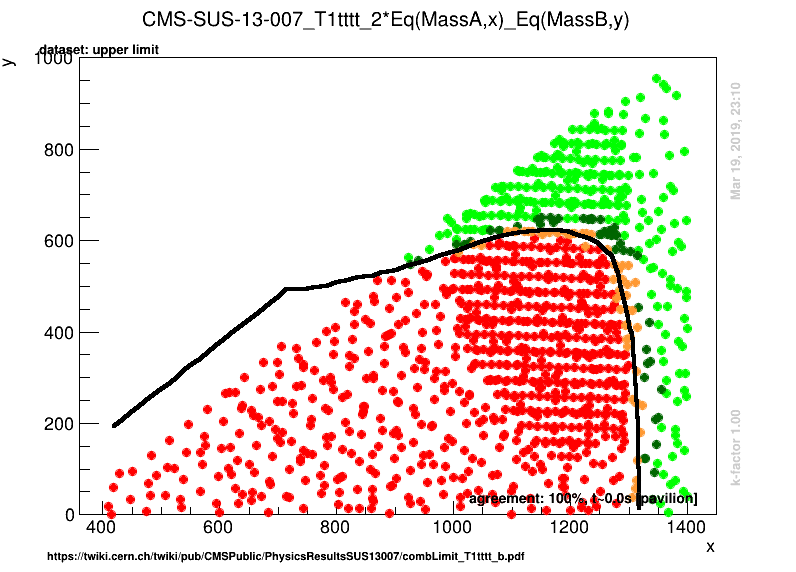 CMS-SUS-13-007_T1tttt_2*Eq(MassA,x)_Eq(MassB,y)
dataset: upper limit
y
1000
800
600
400
200
0
400
600
800
1000
1200
1400
x
agreement: 100%, t~0.0s [pavilion]
Mar 19, 2019, 23:10
k-factor 1.00
https://twiki.cern.ch/twiki/pub/CMSPublic/PhysicsResultsSUS13007/combLimit_T1tttt_b.pdf